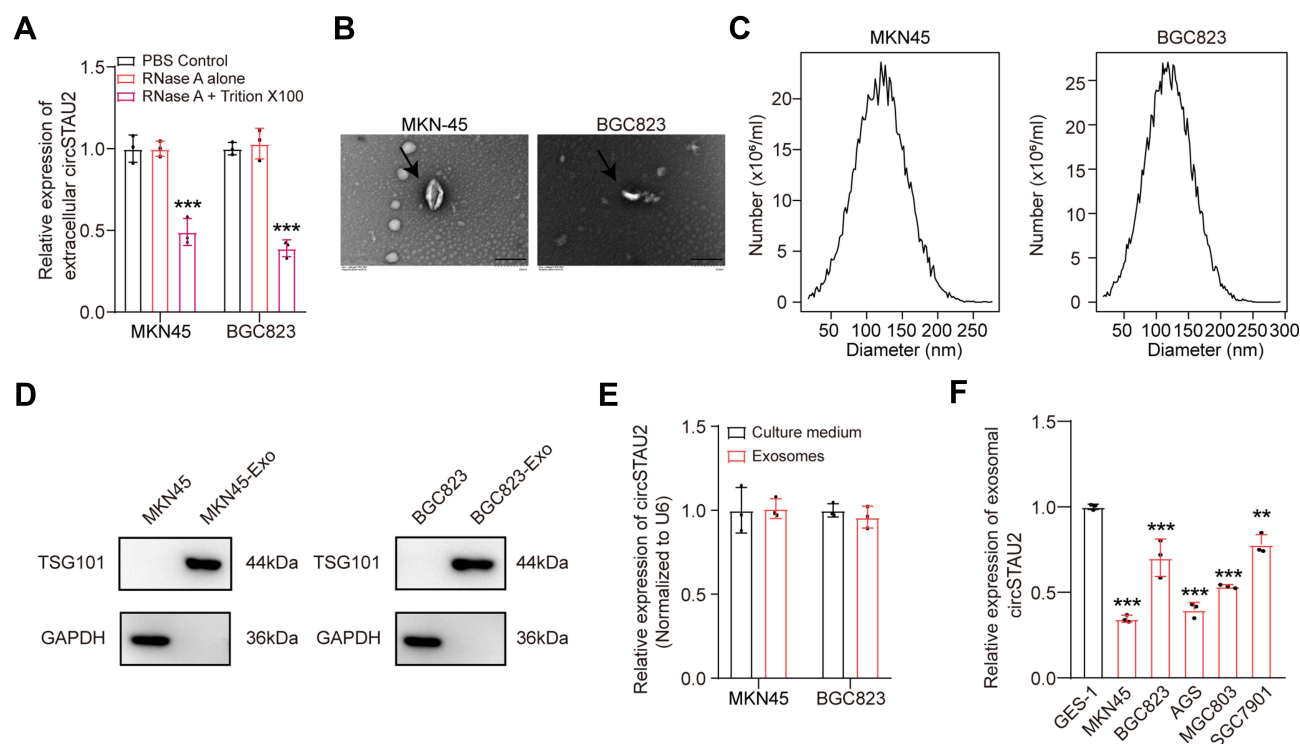 A
Relative expression of
extracellular circSTAU2
1.5
1.0
0.5
0.0
PBS Control
RNase A alone
RNase A + Trition X100
***
***
MKN45
BGC823
B
MKN-45
BGC823
C
MKN45
Number (x10⁶/ml)
20
15
10
5
0
50 100 150 200 250
Diameter (nm)
BGC823
Number (x10⁶/ml)
25
20
15
10
5
0
50 100 150 200 250 300
Diameter (nm)
D
MKN45
MKN45-Exo
TSG101
44kDa
GAPDH
36kDa
BGC823
BGC823-Exo
TSG101
44kDa
GAPDH
36kDa
E
Relative expression of circSTAU2
(Normalized to U6)
1.5
1.0
0.5
0.0
Culture medium
Exosomes
MKN45
BGC823
F
Relative expression of exosomal
circSTAU2
1.5
1.0
0.5
0.0
***
***
***
***
**
GES-1
MKN45
BGC823
AGS
MGC803
SGC7901